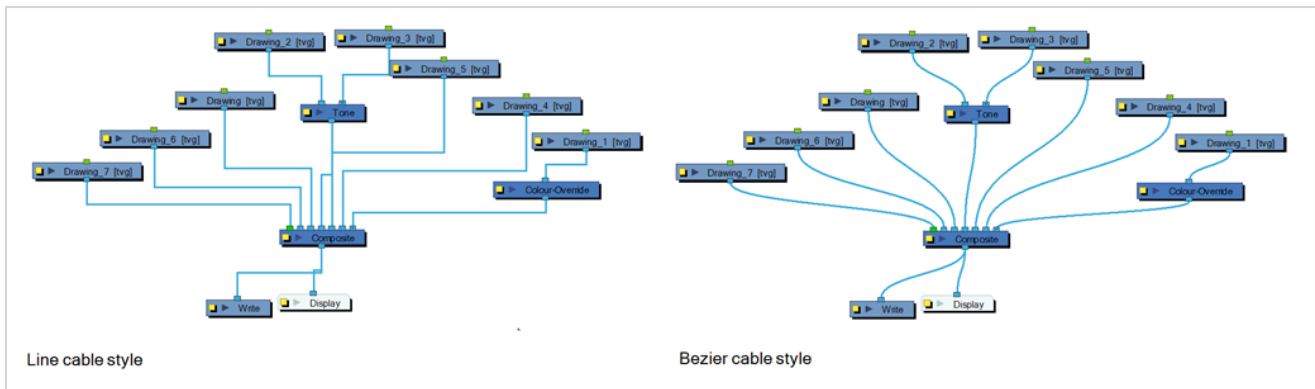 Drawing_2 [tvg]
Drawing_3 [tvg]
Drawing_5 [tvg]
Drawing [tvg]
Drawing_4 [tvg]
Tone
Drawing_6 [tvg]
Drawing_1 [tvg]
Drawing_7 [tvg]
Colour-Override
Composite
Write
Display
Line cable style
Drawing_2 [tvg]
Drawing_3 [tvg]
Drawing_5 [tvg]
Drawing [tvg]
Drawing_4 [tvg]
Tone
Drawing_6 [tvg]
Drawing_1 [tvg]
Drawing_7 [tvg]
Colour-Override
Composite
Write
Display
Bezier cable style